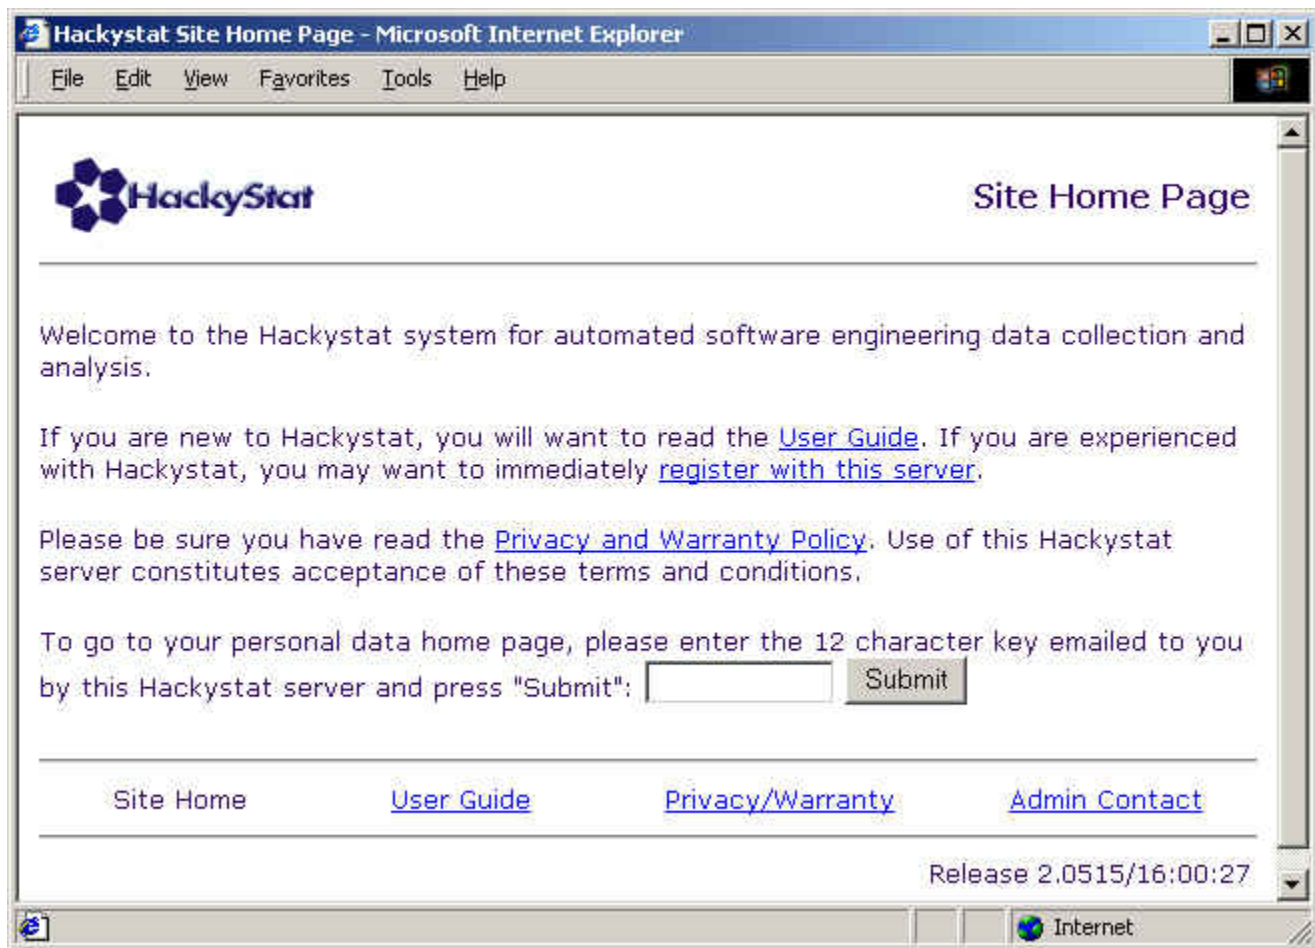 Hackystat Site Home Page - Microsoft Internet Explorer
File Edit View Favorites Tools Help
HackyStat
Site Home Page
Welcome to the Hackystat system for automated software engineering data collection and
analysis.
If you are new to Hackystat, you will want to read the User Guide. If you are experienced
with Hackystat, you may want to immediately register with this server.
Please be sure you have read the Privacy and Warranty Policy. Use of this Hackystat
server constitutes acceptance of these terms and conditions.
To go to your personal data home page, please enter the 12 character key emailed to you
by this Hackystat server and press "Submit": Submit
Site Home User Guide Privacy/Warranty Admin Contact
Release 2.0515/16:00:27
Internet